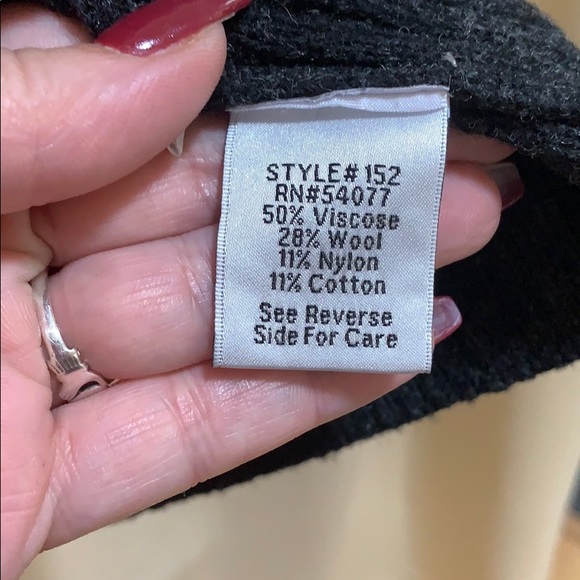 STYLE# 152
RN#54077
50% Viscose
28% Wool
11% Nylon
11% Cotton
See Reverse
Side For Care